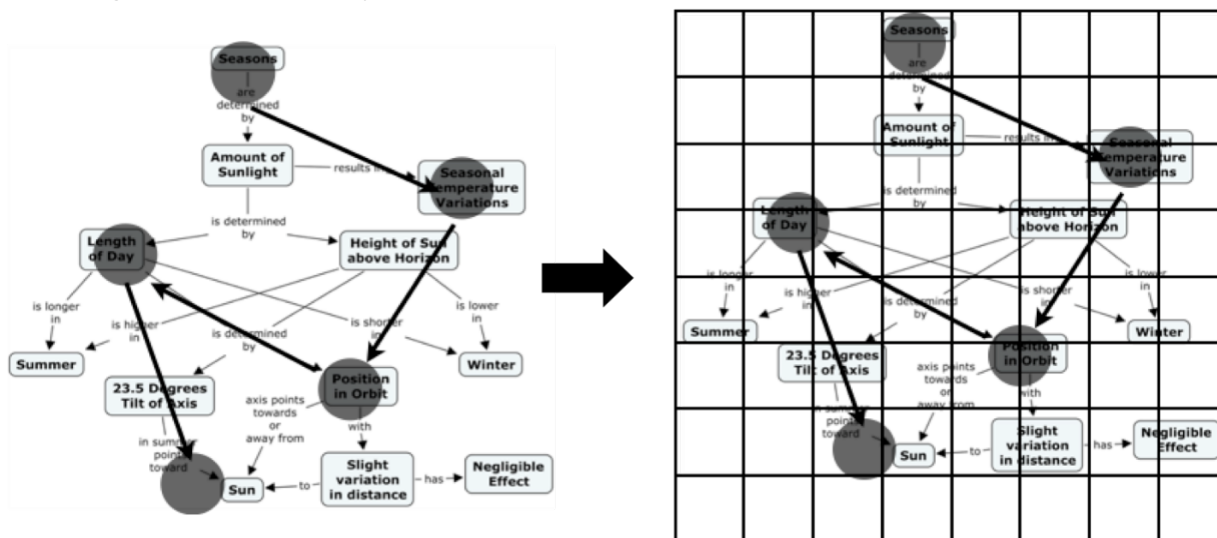 Seasons
are
determined
by
Amount of
Sunlight
results in
Seasonal
Temperature
Variations
is determined
by
Length
of Day
Height of Sun
above Horizon
is longer
in
is higher
in
is determined
by
is shorter
in
is lower
in
Summer
23.5 Degrees
Tilt of Axis
Position
in Orbit
Winter
in summer
points
toward
axis points
towards
or
away from
with
Sun
to
Slight
variation
in distance
has
Negligible
Effect
Seasons
are
determined
by
Amount of
Sunlight
results in
Seasonal
Temperature
Variations
is determined
by
Length
of Day
Height of Sun
above Horizon
is longer
in
is higher
in
is determined
by
is shorter
in
is lower
in
Summer
23.5 Degrees
Tilt of Axis
Position
in Orbit
Winter
in summer
axis points
towards
or
away from
with
Sun
to
Slight
variation
in distance
has
Negligible
Effect